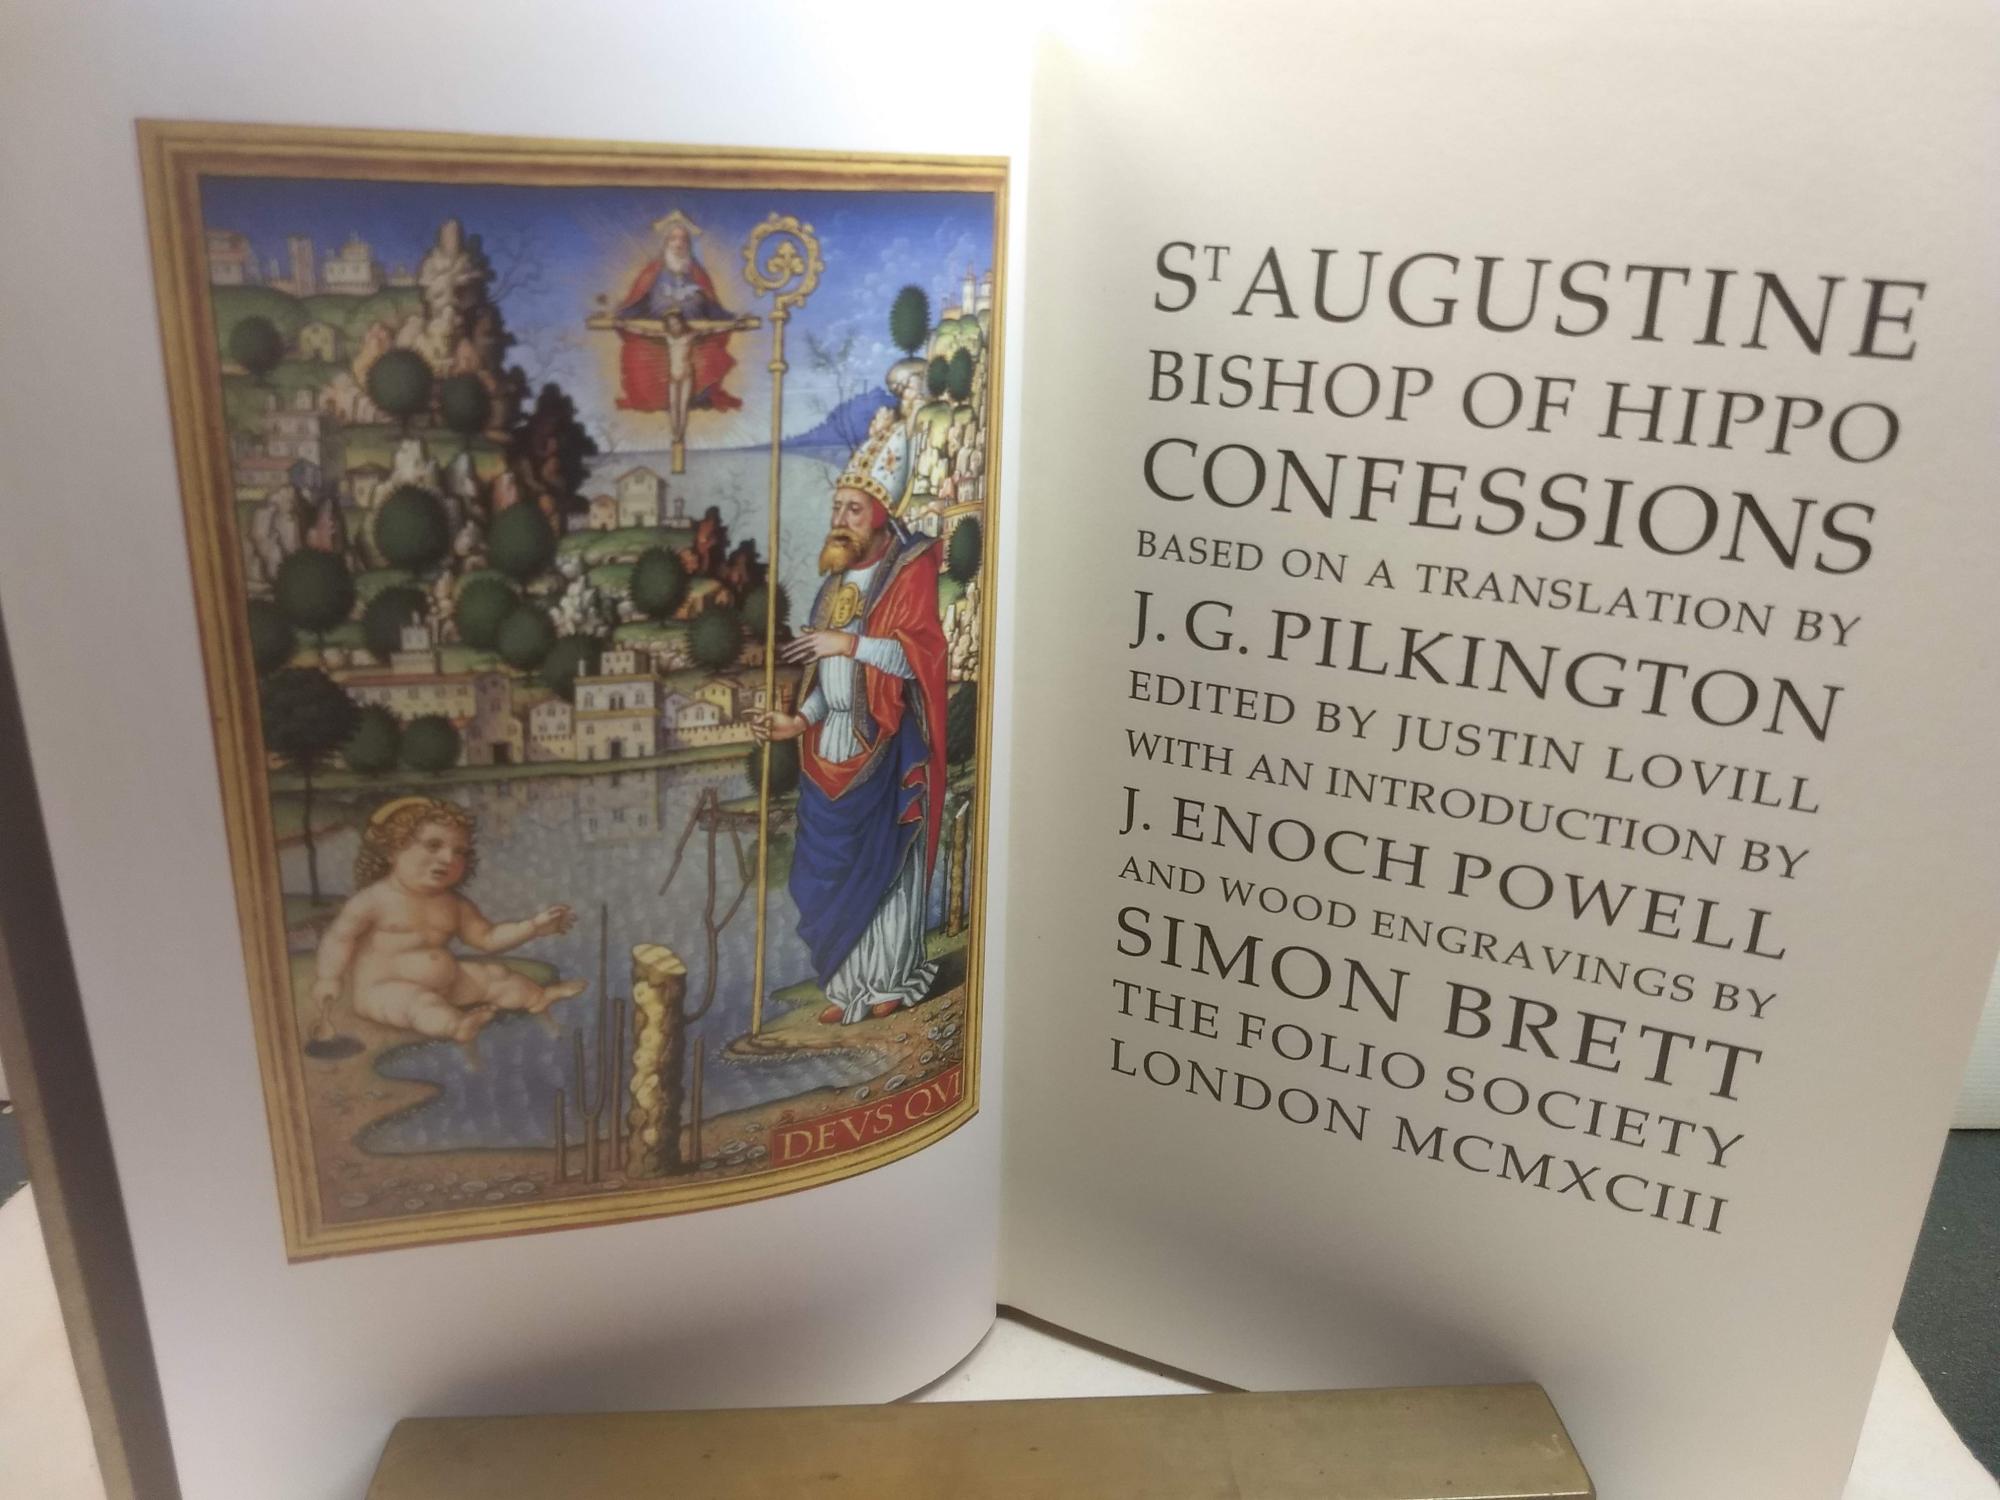 DEVS QVI
ST AUGUSTINE
BISHOP OF HIPPO
CONFESSIONS
BASED ON A TRANSLATION BY
J. G. PILKINGTON
EDITED BY JUSTIN LOVILL
WITH AN INTRODUCTION BY
J. ENOCH POWELL
AND WOOD ENGRAVINGS BY
SIMON BRETT
THE FOLIO SOCIETY
LONDON MCMXCIII